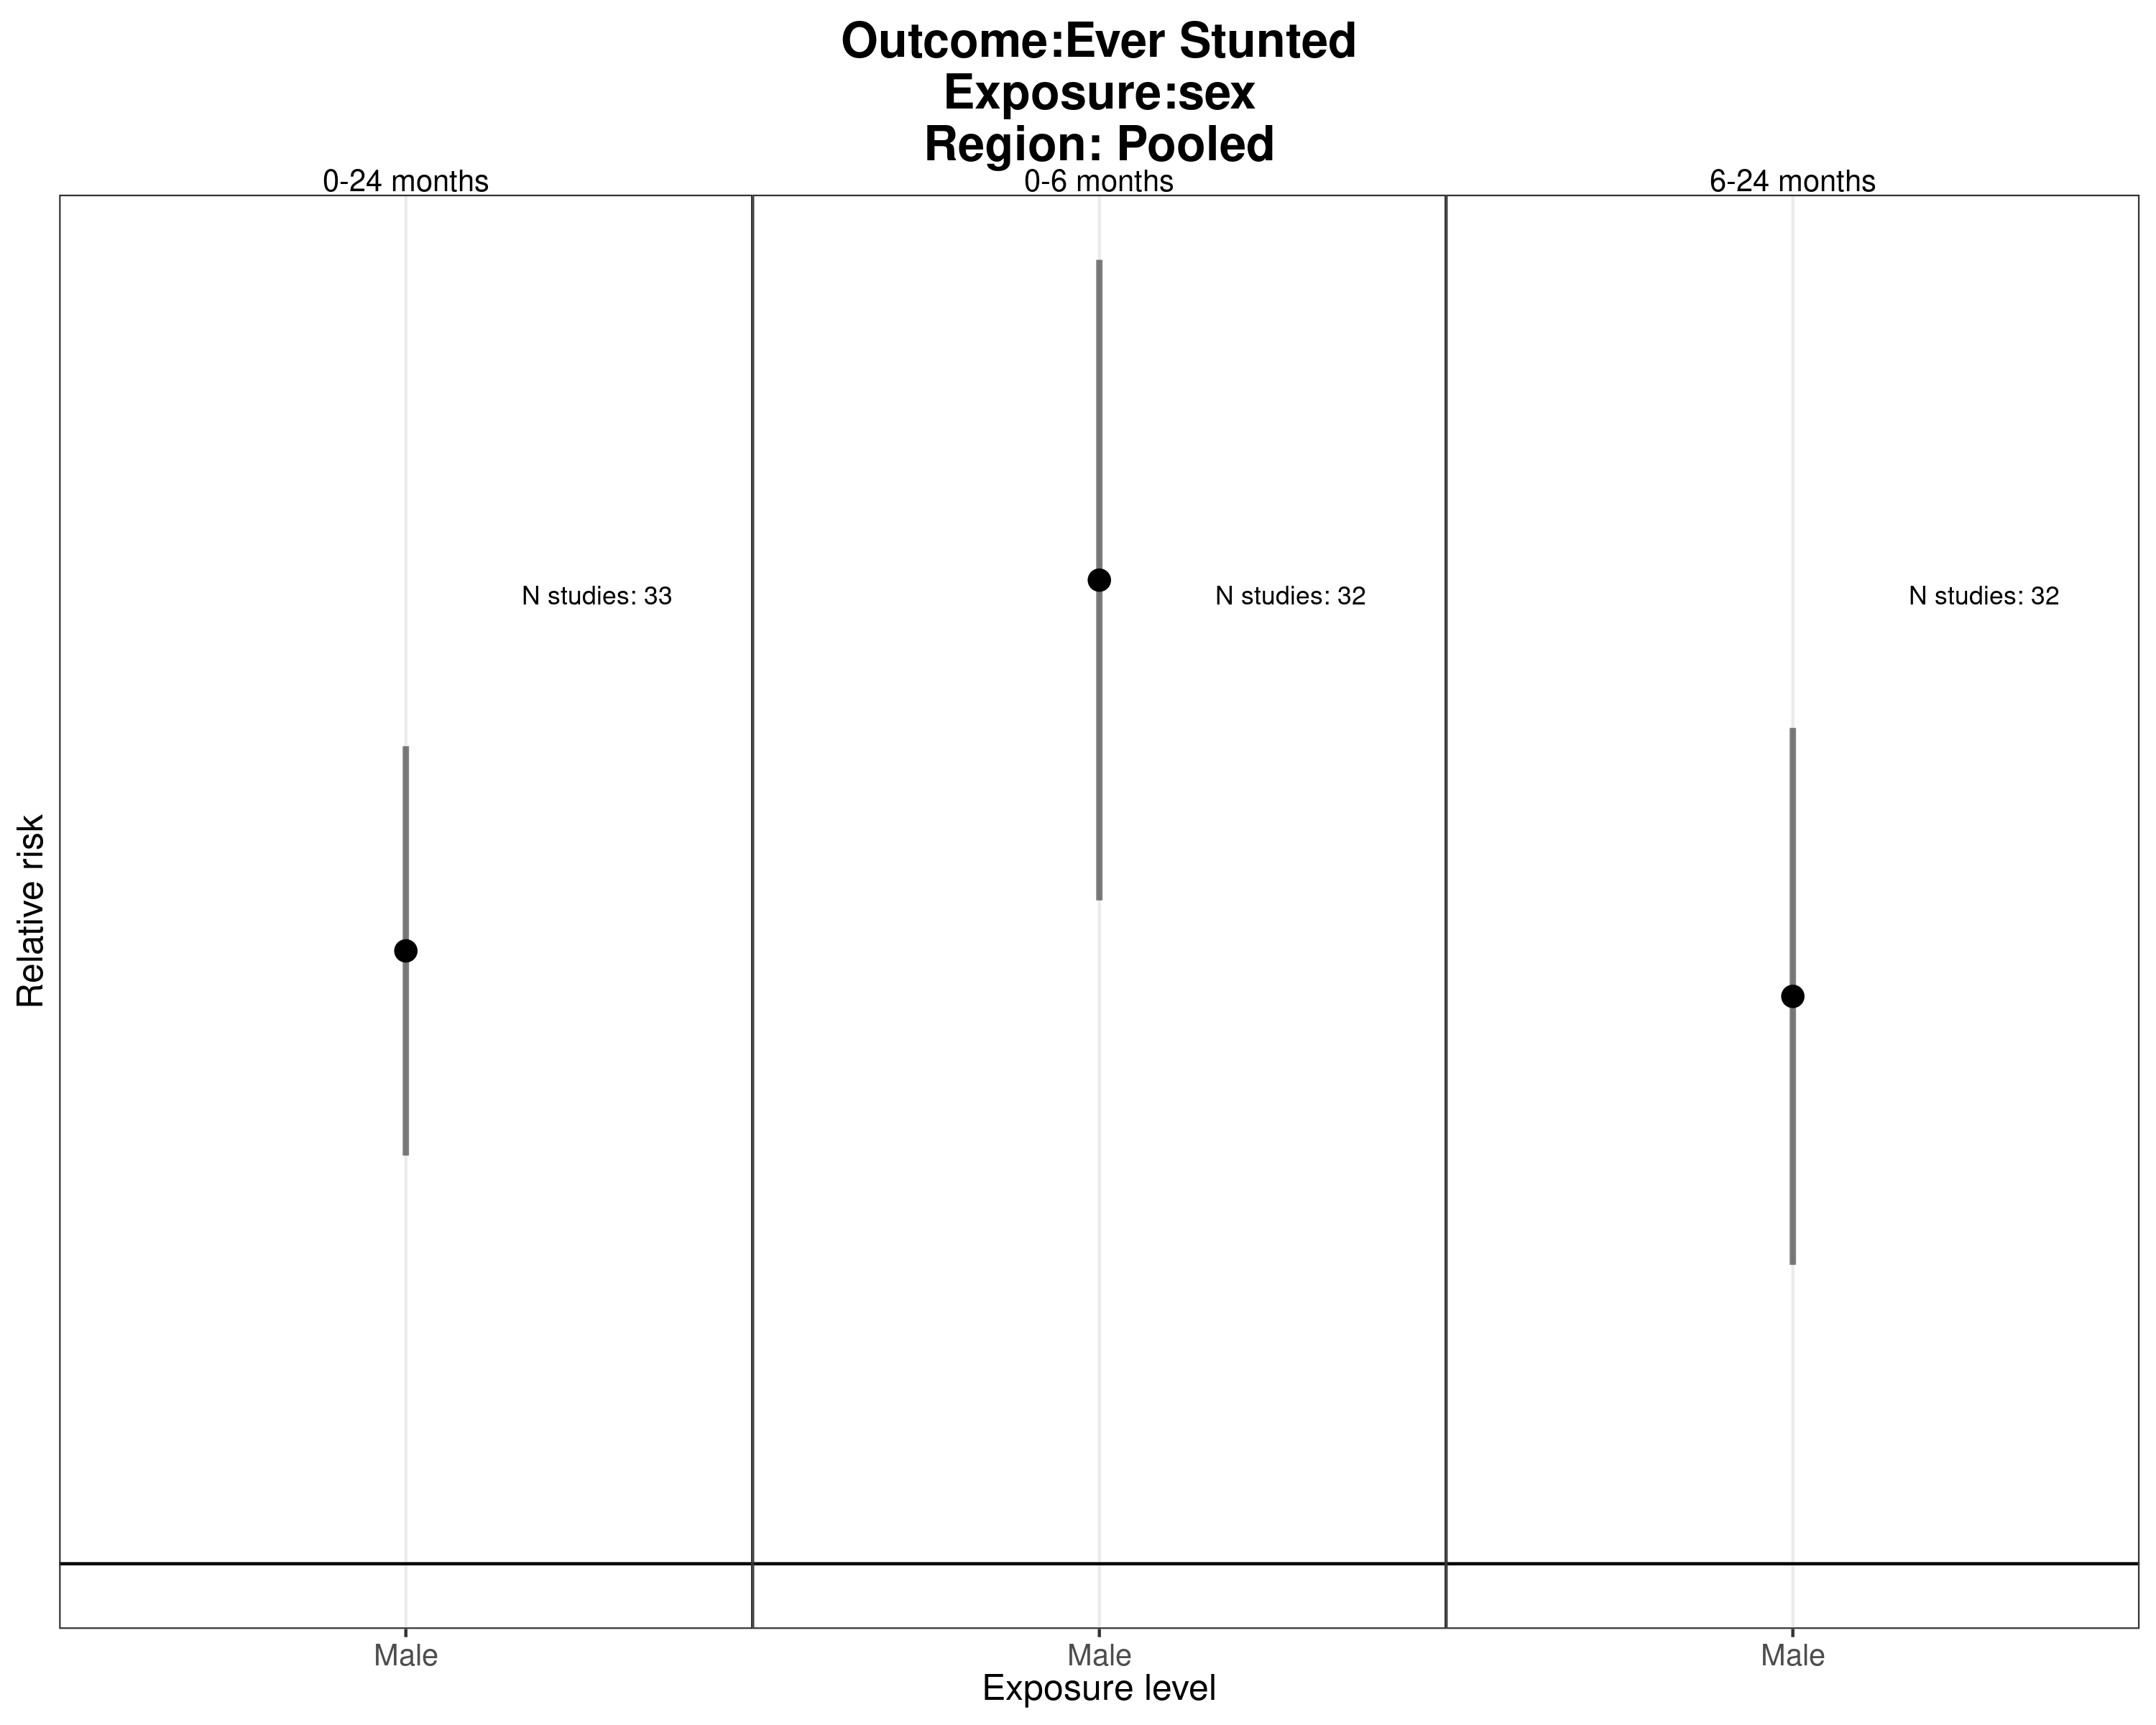 Outcome:Ever Stunted
Exposure:sex
Region: Pooled
0-24 months
0-6 months
6-24 months
N studies: 33
N studies: 32
N studies: 32
Relative risk
Male
Male
Male
Exposure level